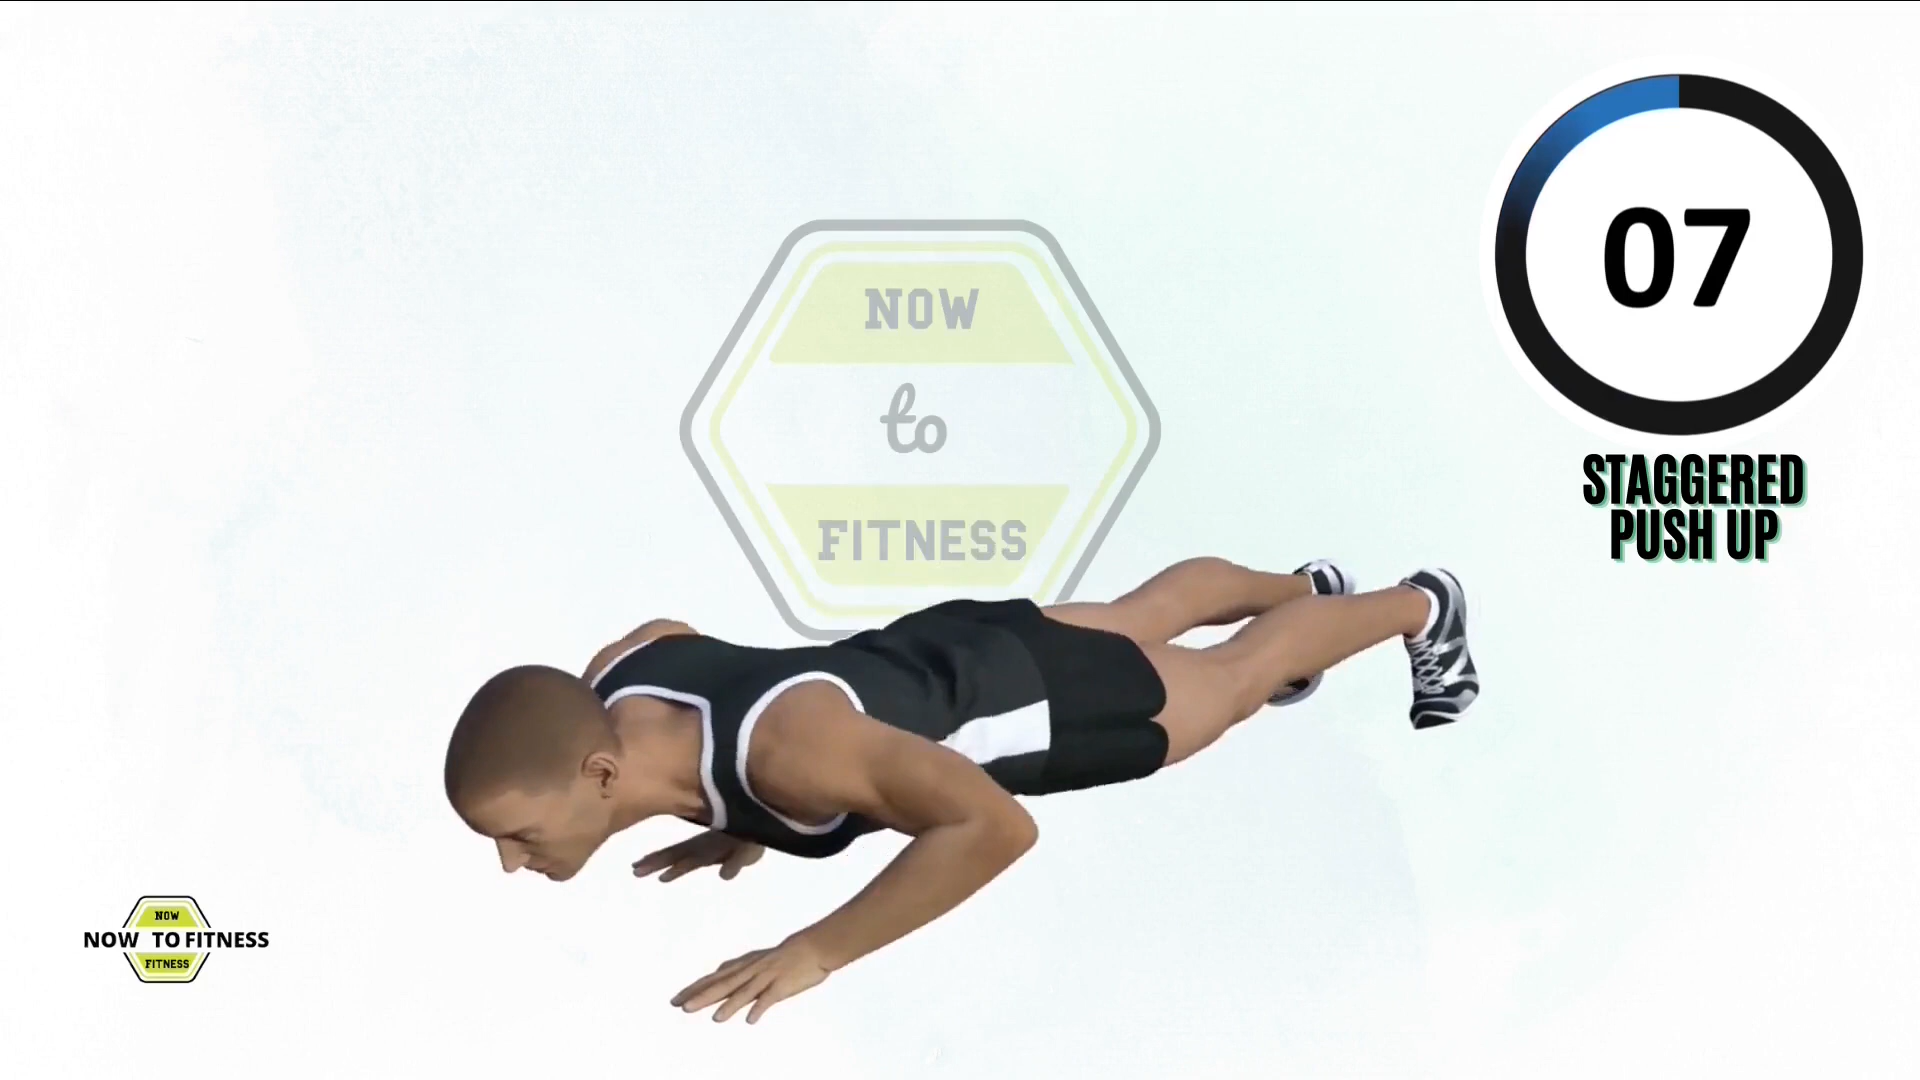 07
STAGGERED
PUSH UP
NOW
to
FITNESS
NOW
NOW TO FITNESS
FITNESS